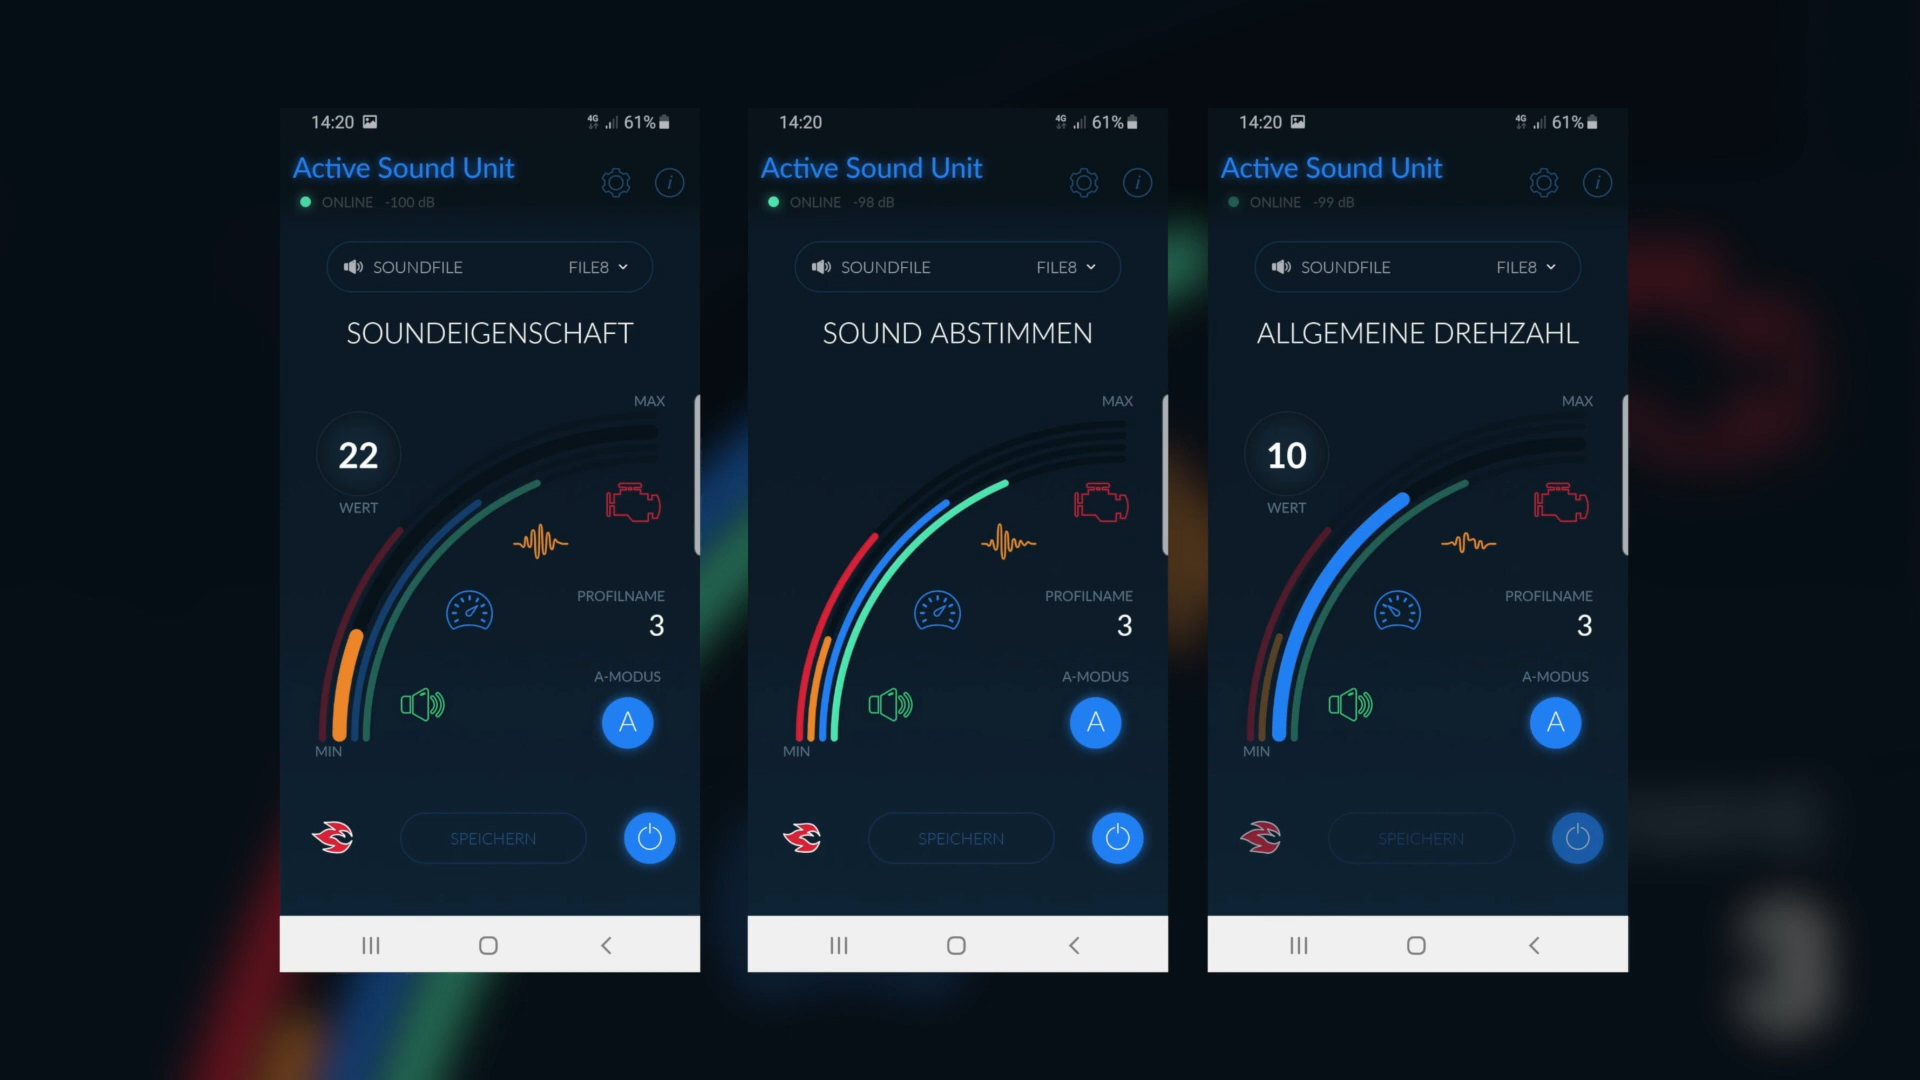 14:20 4G 61%
Active Sound Unit
ONLINE -100 dB
SOUNDFILE FILE8
SOUNDEIGENSCHAFT
MAX
22
WERT
PROFILNAME
3
A-MODUS
A
MIN
SPEICHERN
14:20 4G 61%
Active Sound Unit
ONLINE -98 dB
SOUNDFILE FILE8
SOUND ABSTIMMEN
MAX
PROFILNAME
3
A-MODUS
A
MIN
SPEICHERN
14:20 4G 61%
Active Sound Unit
ONLINE -99 dB
SOUNDFILE FILE8
ALLGEMEINE DREHZAHL
MAX
10
WERT
PROFILNAME
3
A-MODUS
A
MIN
SPEICHERN